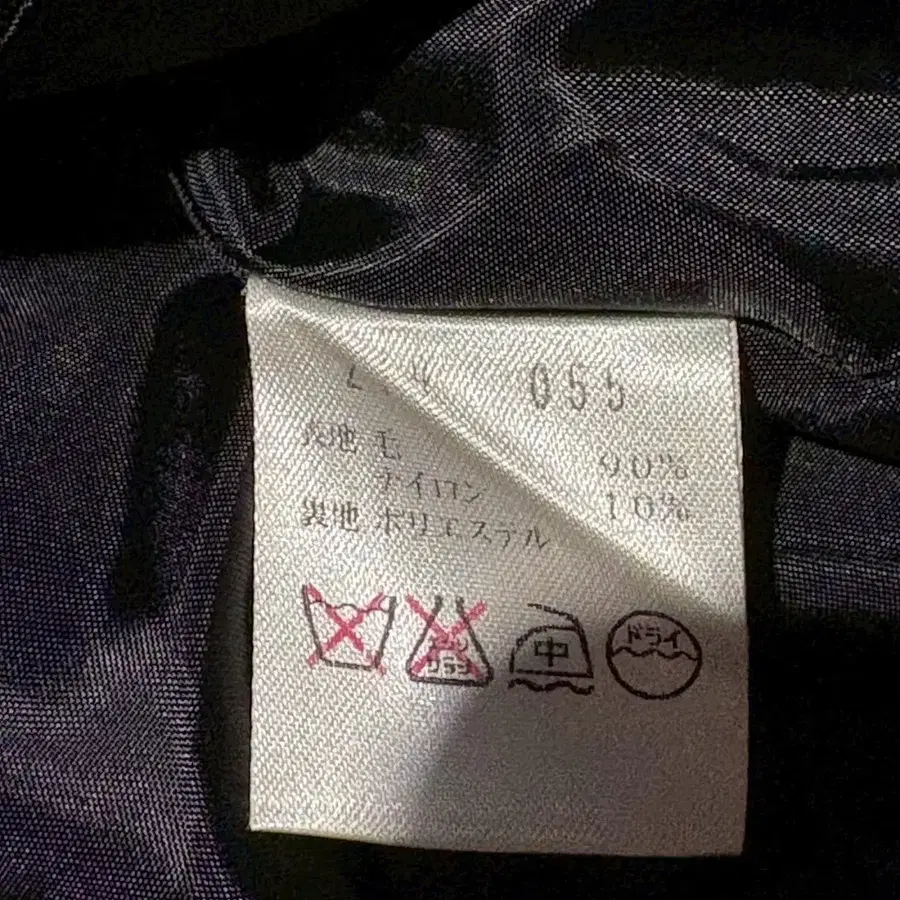 055
表地 毛 90%
ナイロン 10%
裏地 ポリエステル
中 ドライ